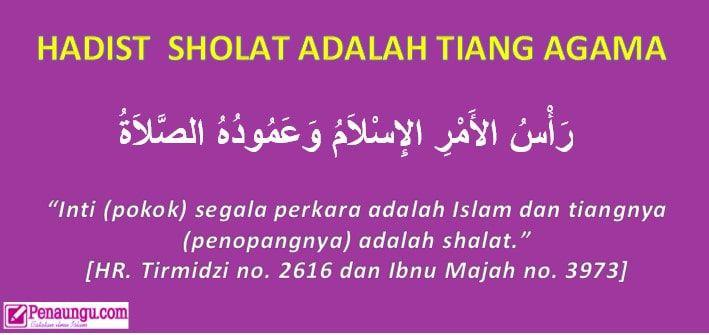 HADIST SHOLAT ADALAH TIANG AGAMA
رَأْسُ الأَمْرِ الإِسْلاَمُ وَعَمُودُهُ الصَّلاَةُ
“Inti (pokok) segala perkara adalah Islam dan tiangnya
(penopangnya) adalah shalat.”
[HR. Tirmidzi no. 2616 dan Ibnu Majah no. 3973]
Penaungu.com